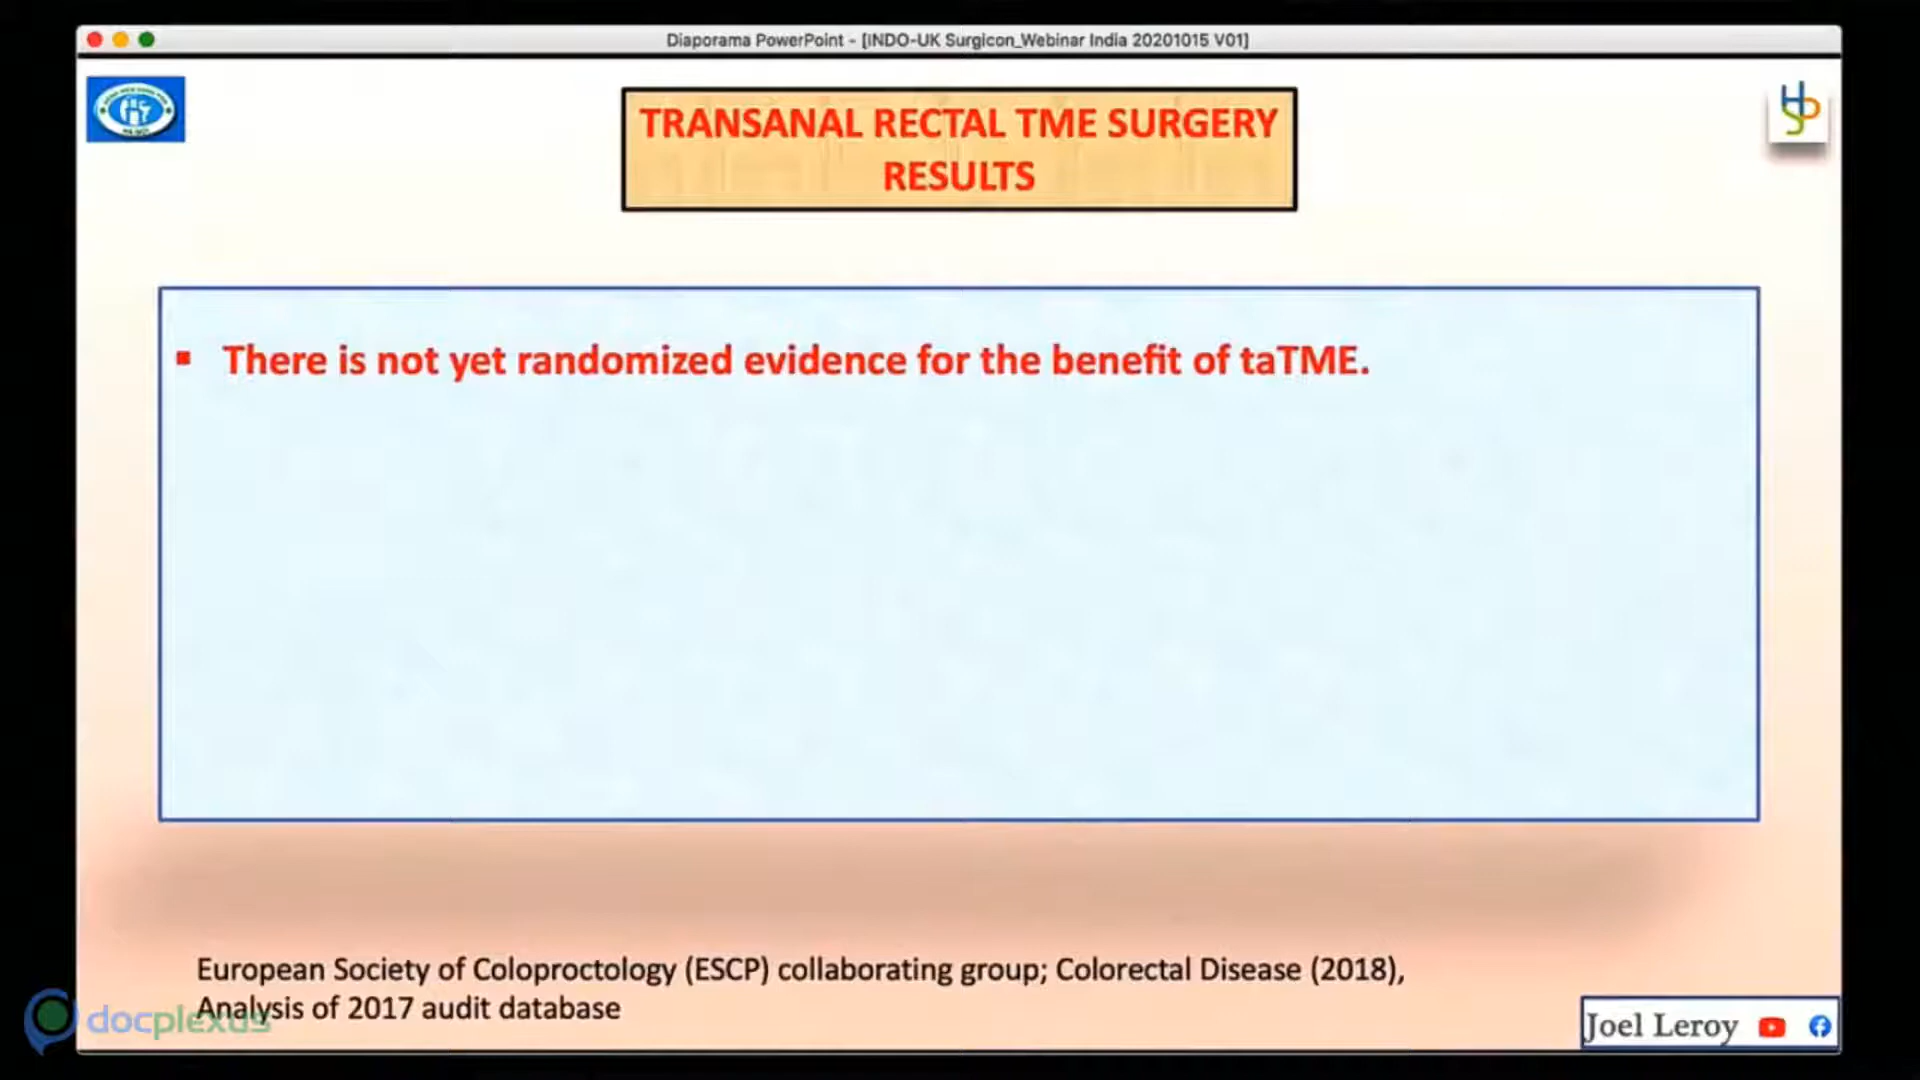 Diaporama PowerPoint - [INDO-UK Surgicon_Webinar India 20201015 V01]
TRANSANAL RECTAL TME SURGERY
RESULTS
▪ There is not yet randomized evidence for the benefit of taTME.
European Society of Coloproctology (ESCP) collaborating group; Colorectal Disease (2018),
Analysis of 2017 audit database
docplexus
Joel Leroy